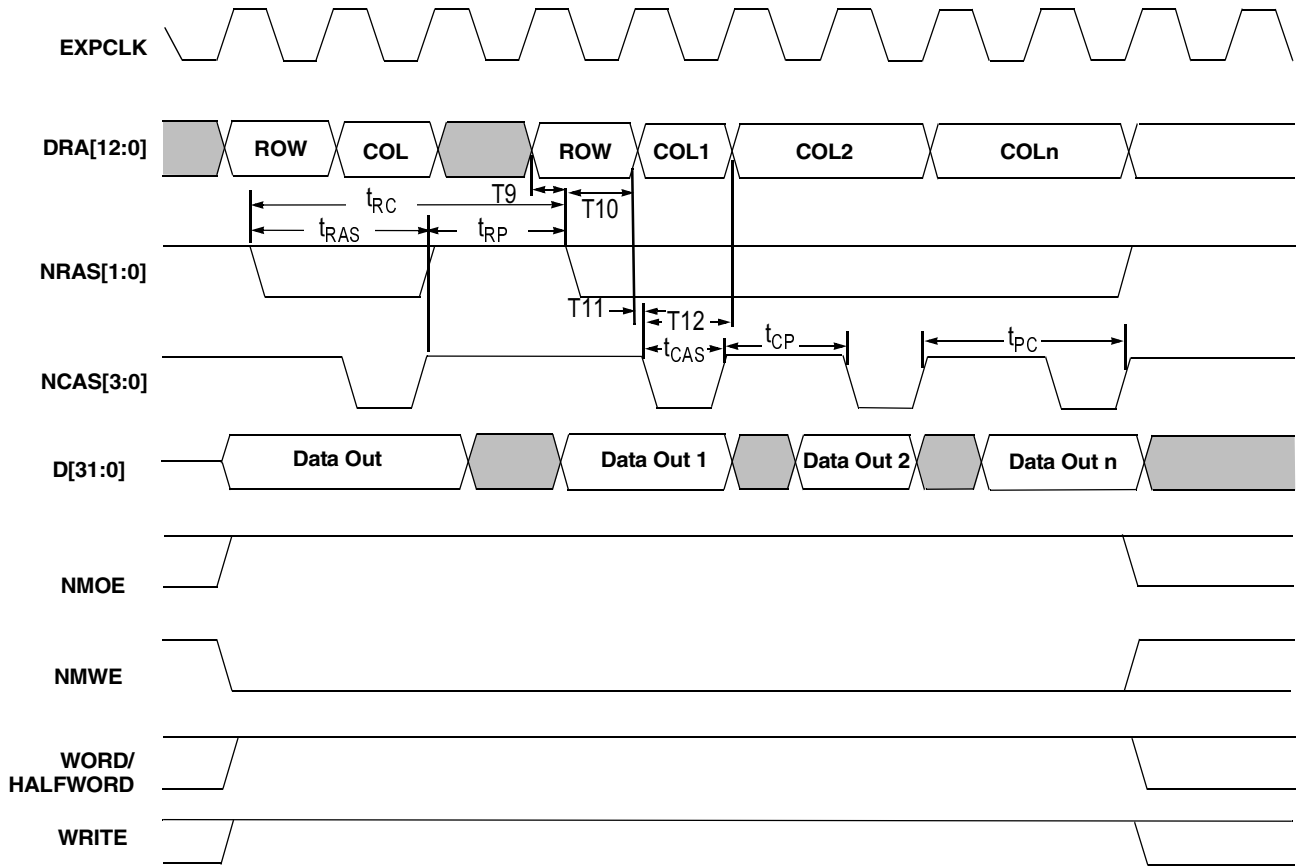 EXPCLK
DRA[12:0]
ROW
COL
ROW
COL1
COL2
COLn
T9
T10
tRC
tRAS
tRP
NRAS[1:0]
T11
T12
tCAS
tCP
tPC
NCAS[3:0]
D[31:0]
Data Out
Data Out 1
Data Out 2
Data Out n
NMOE
NMWE
WORD/
HALFWORD
WRITE